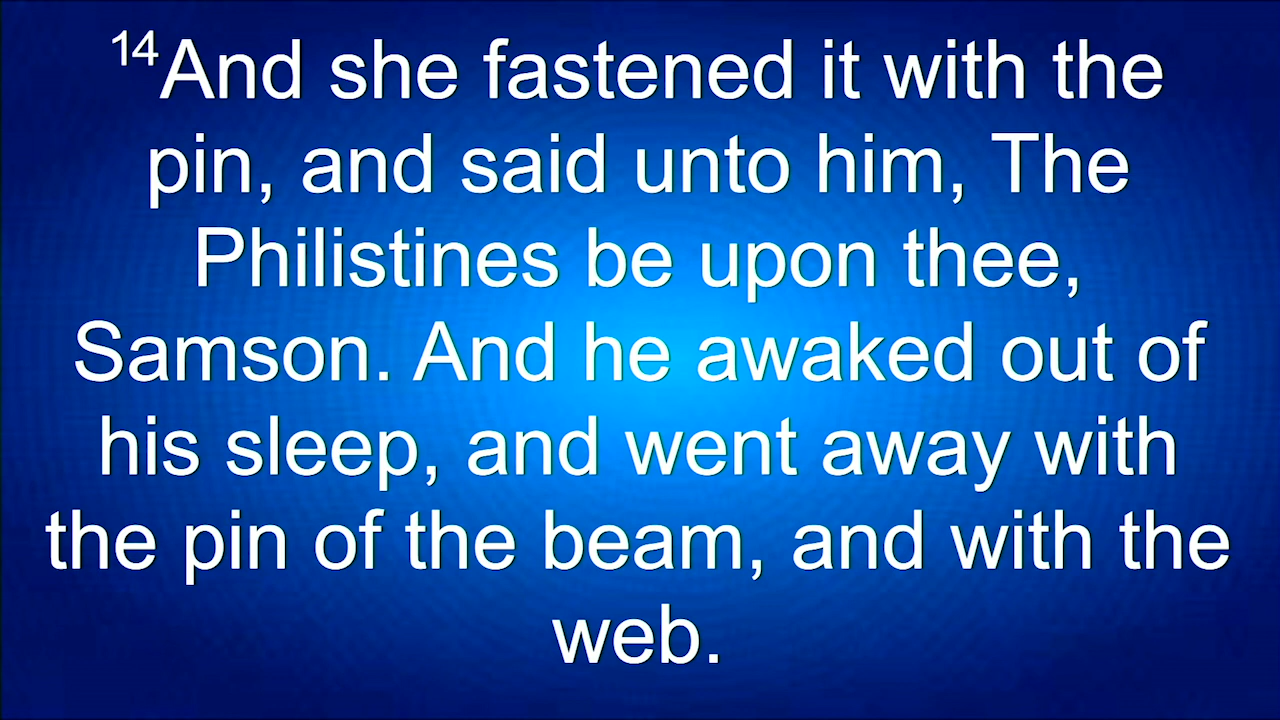 14And she fastened it with the
pin, and said unto him, The
Philistines be upon thee,
Samson. And he awaked out of
his sleep, and went away with
the pin of the beam, and with the
web.